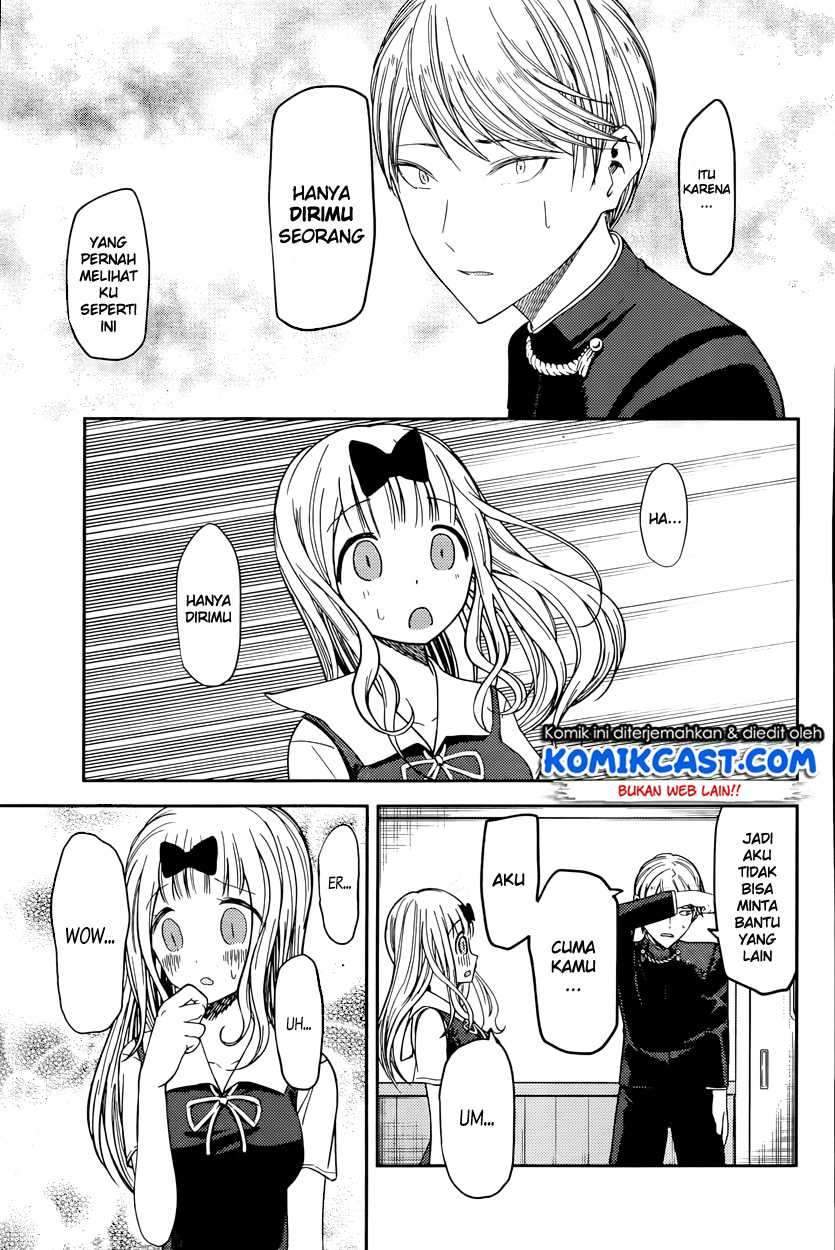 ITU
KARENA
...
HANYA
DIRIMU
SEORANG
YANG
PERNAH
MELIHAT
KU
SEPERTI
INI
HA...
HANYA
DIRIMU
Komik ini diterjemahkan & diedit oleh
KOMIKCAST.COM
BUKAN WEB LAIN!!
JADI
AKU
TIDAK
BISA
MINTA
BANTU
YANG
LAIN
CUMA
KAMU
...
AKU
UM...
ER...
UH...
WOW...